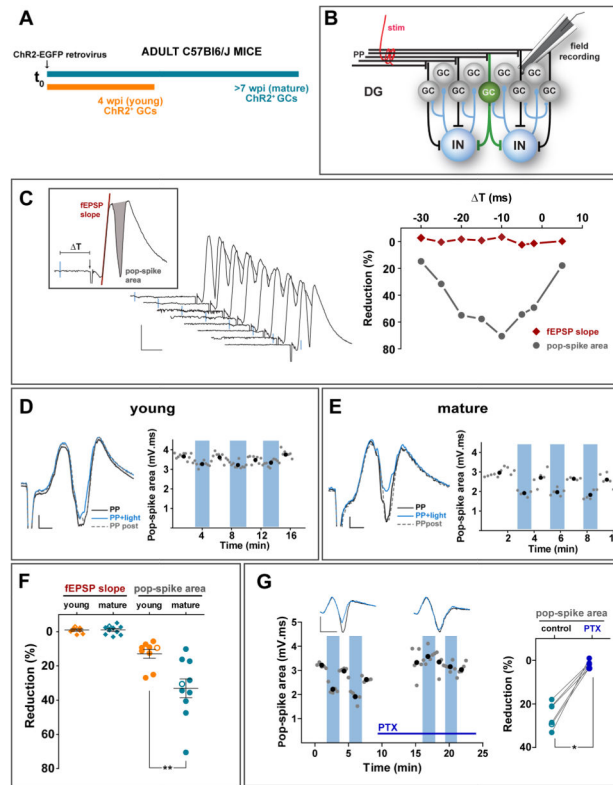 A
ADULT C57Bl6/J MICE
ChR2-EGFP retrovirus
t0
4 wpi (young)
ChR2+ GCs
>7 wpi (mature)
ChR2+ GCs
B
stim
PP
field
recording
DG
GC GC GC GC
GC GC GC GC GC
IN IN
C
fEPSP
slope
ΔT
pop-spike
area
ΔT (ms)
-30 -20 -10 0
0
20
40
60
80
Reduction (%)
fEPSP slope
pop-spike area
D
young
PP
PP+light
PP post
Pop-spike area (mV.ms)
5
4
3
2
1
0
4 8 12 16
Time (min)
E
mature
PP
PP+light
PPpost
Pop-spike area (mV.ms)
5
4
3
2
1
0
2 4 6 8
Time (min)
F
fEPSP slope pop-spike area
young mature young mature
Reduction (%)
0
20
40
60
80
**
G
Pop-spike area (mV.ms)
5
4
3
2
1
0
PTX
0 5 10 15 20 25
Time (min)
pop-spike area
control PTX
Reduction (%)
0
20
40
*